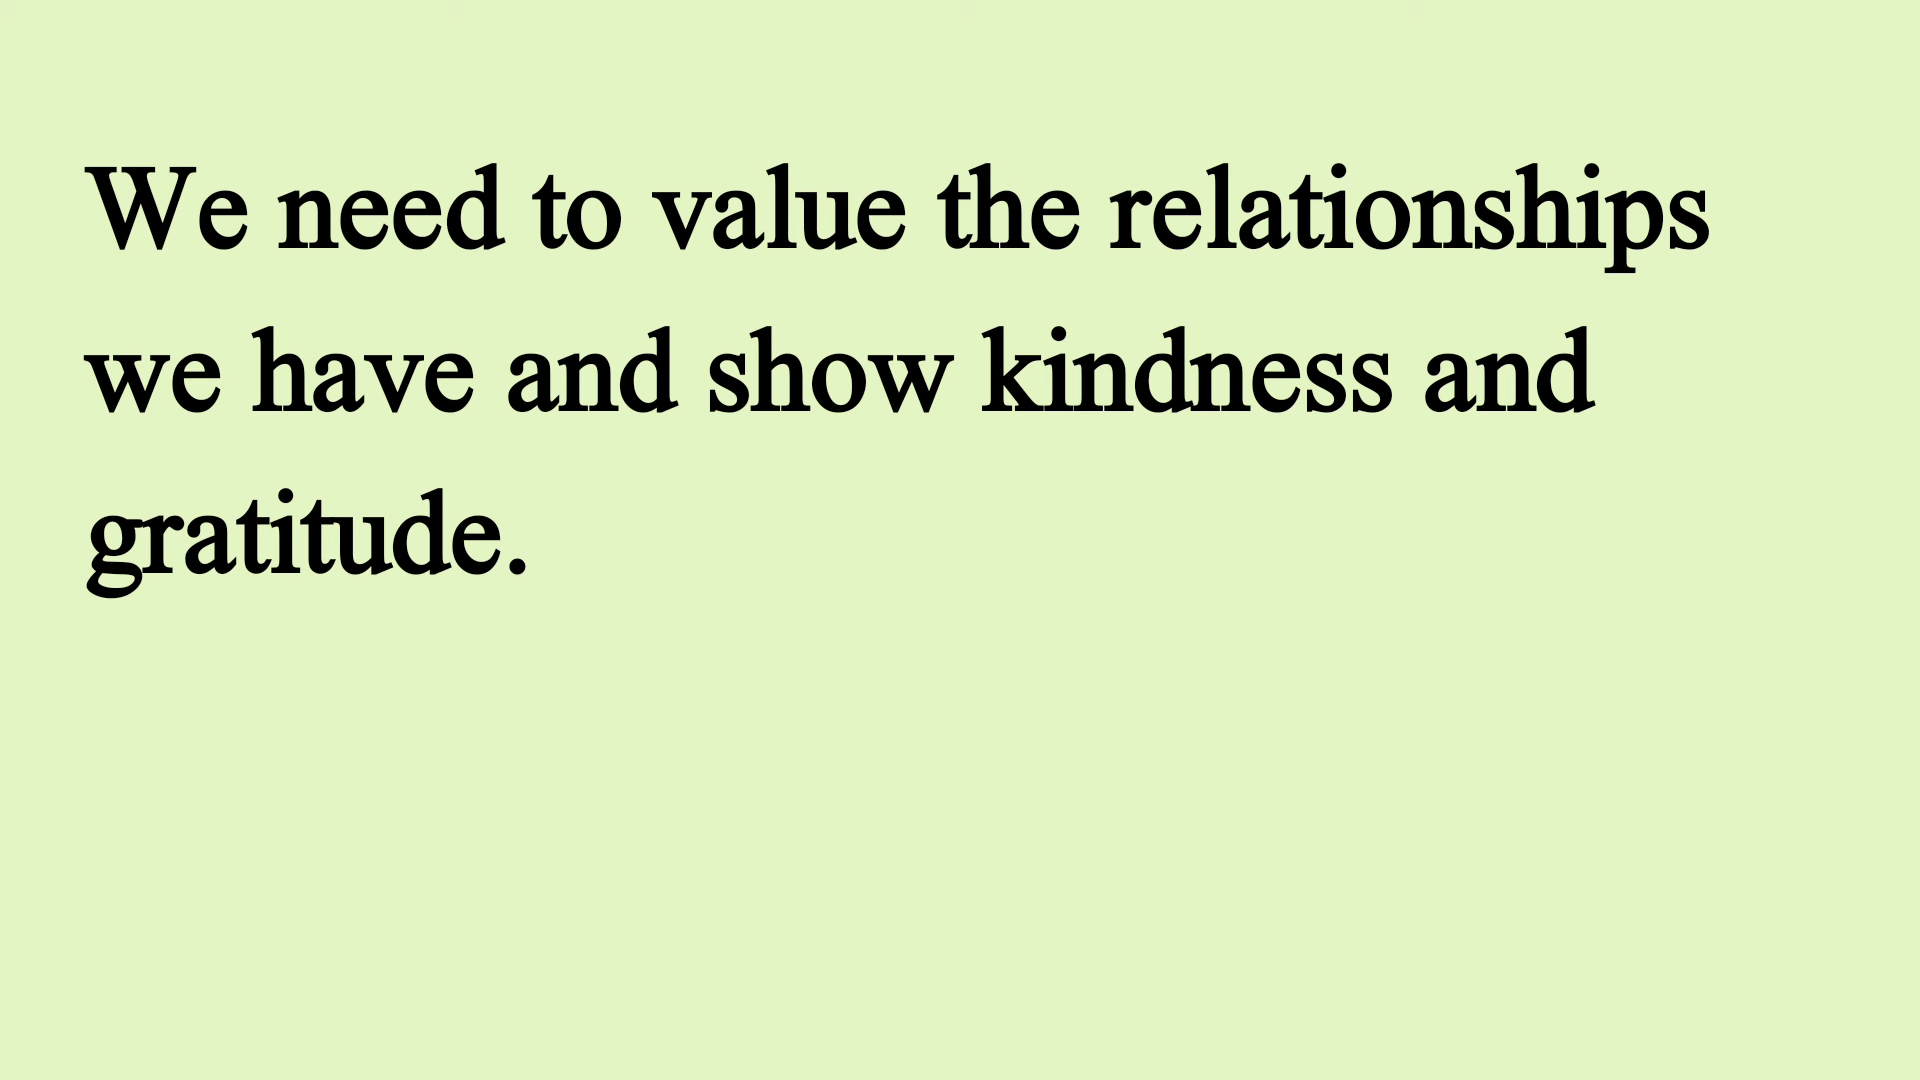 We need to value the relationships
we have and show kindness and
gratitude.